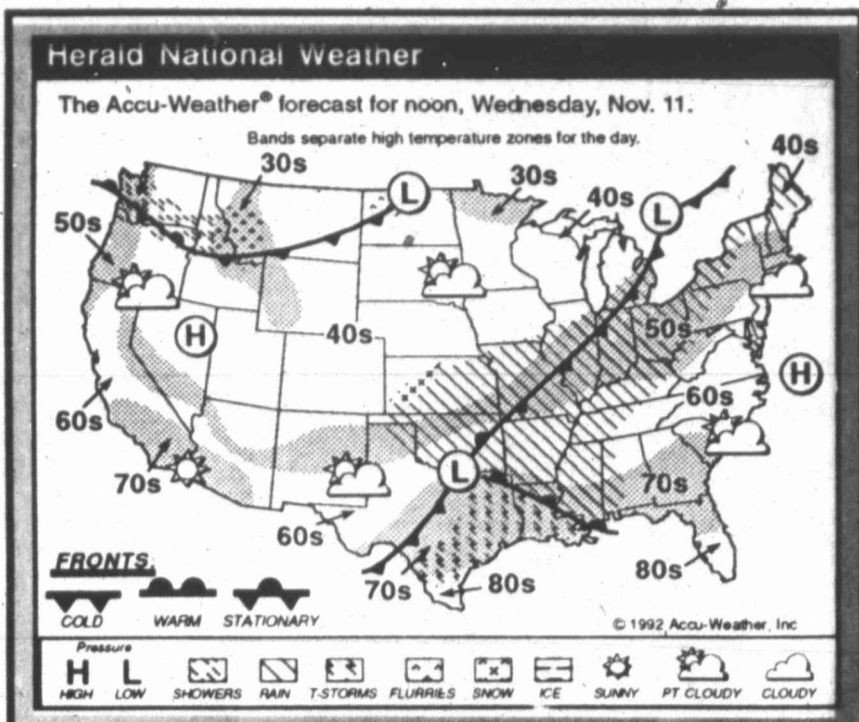 Herald National Weather
The Accu-Weather® forecast for noon, Wednesday, Nov. 11.
Bands separate high temperature zones for the day.
30s
30s
40s
40s
L
L
50s
H
40s
50s
H
60s
60s
70s
L
70s
60s
70s
80s
80s
FRONTS
COLD WARM STATIONARY
© 1992 Accu-Weather, Inc
Pressure
H L
HIGH LOW SHOWERS RAIN T-STORMS FLURRIES SNOW ICE SUNNY PT CLOUDY CLOUDY